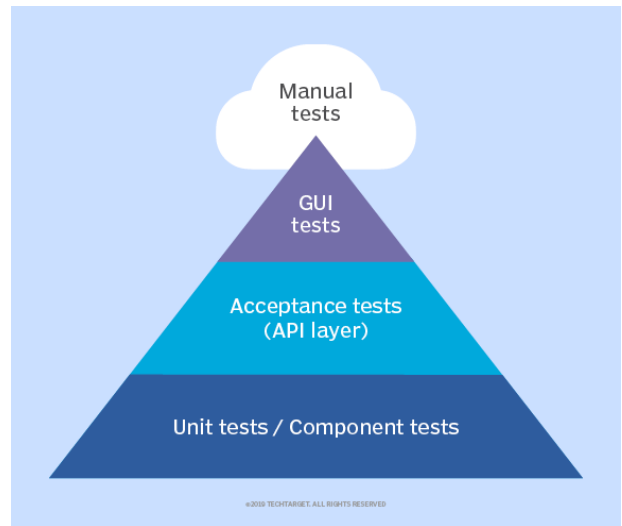 Manual
tests
GUI
tests
Acceptance tests
(API layer)
Unit tests / Component tests
©2019 TECHTARGET. ALL RIGHTS RESERVED